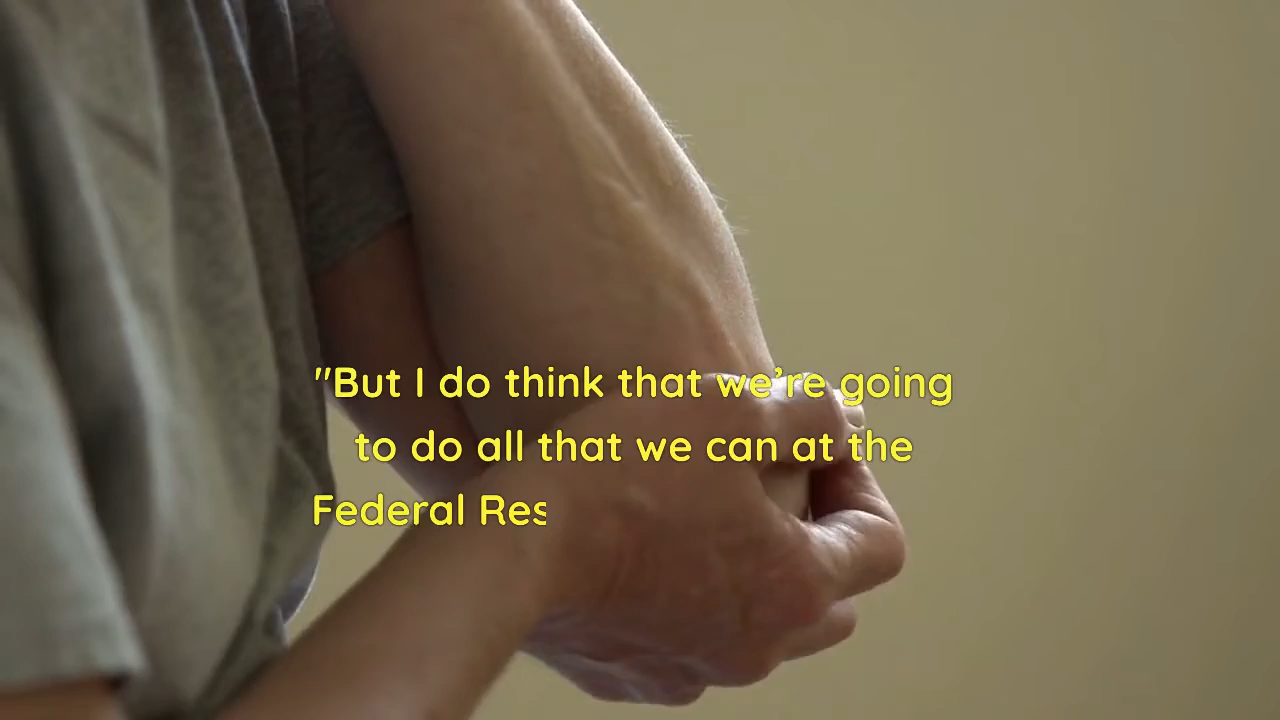 "But I do think that we’re going
to do all that we can at the
Federal Res